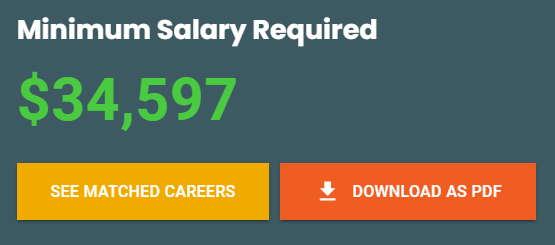 Minimum Salary Required
$34,597
SEE MATCHED CAREERS
DOWNLOAD AS PDF